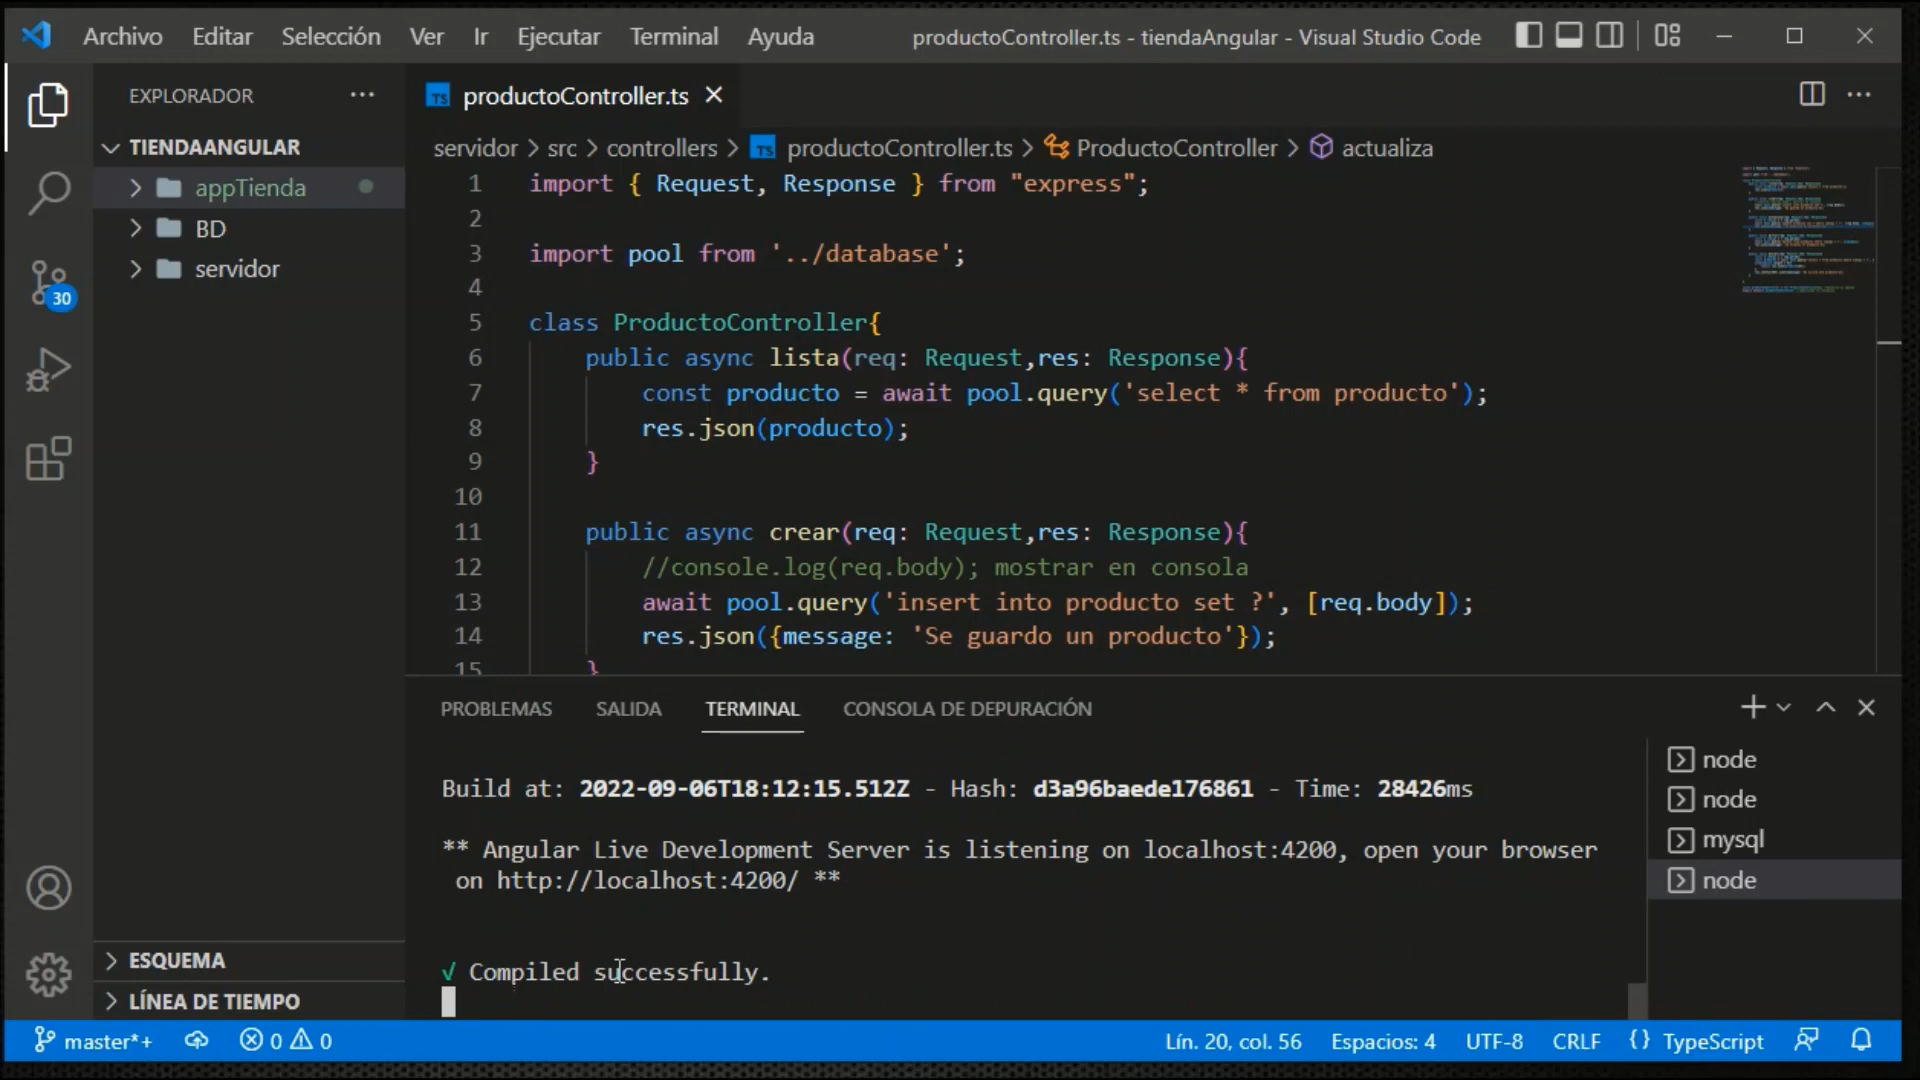 Archivo Editar Selección Ver Ir Ejecutar Terminal Ayuda productoController.ts - tiendaAngular - Visual Studio Code
EXPLORADOR
TIENDAANGULAR
appTienda
BD
servidor
30
ESQUEMA
LÍNEA DE TIEMPO
TS productoController.ts
servidor > src > controllers > TS productoController.ts > ProductoController > actualiza
1 import { Request, Response } from "express";
2
3 import pool from '../database';
4
5 class ProductoController{
6 public async lista(req: Request,res: Response){
7 const producto = await pool.query('select * from producto');
8 res.json(producto);
9 }
10
11 public async crear(req: Request,res: Response){
12 //console.log(req.body); mostrar en consola
13 await pool.query('insert into producto set ?', [req.body]);
14 res.json({message: 'Se guardo un producto'});
15 }
PROBLEMAS SALIDA TERMINAL CONSOLA DE DEPURACIÓN
Build at: 2022-09-06T18:12:15.512Z - Hash: d3a96baede176861 - Time: 28426ms
** Angular Live Development Server is listening on localhost:4200, open your browser
on http://localhost:4200/ **
√ Compiled successfully.
node
node
mysql
node
master*+ 0 0 Lín. 20, col. 56 Espacios: 4 UTF-8 CRLF {} TypeScript